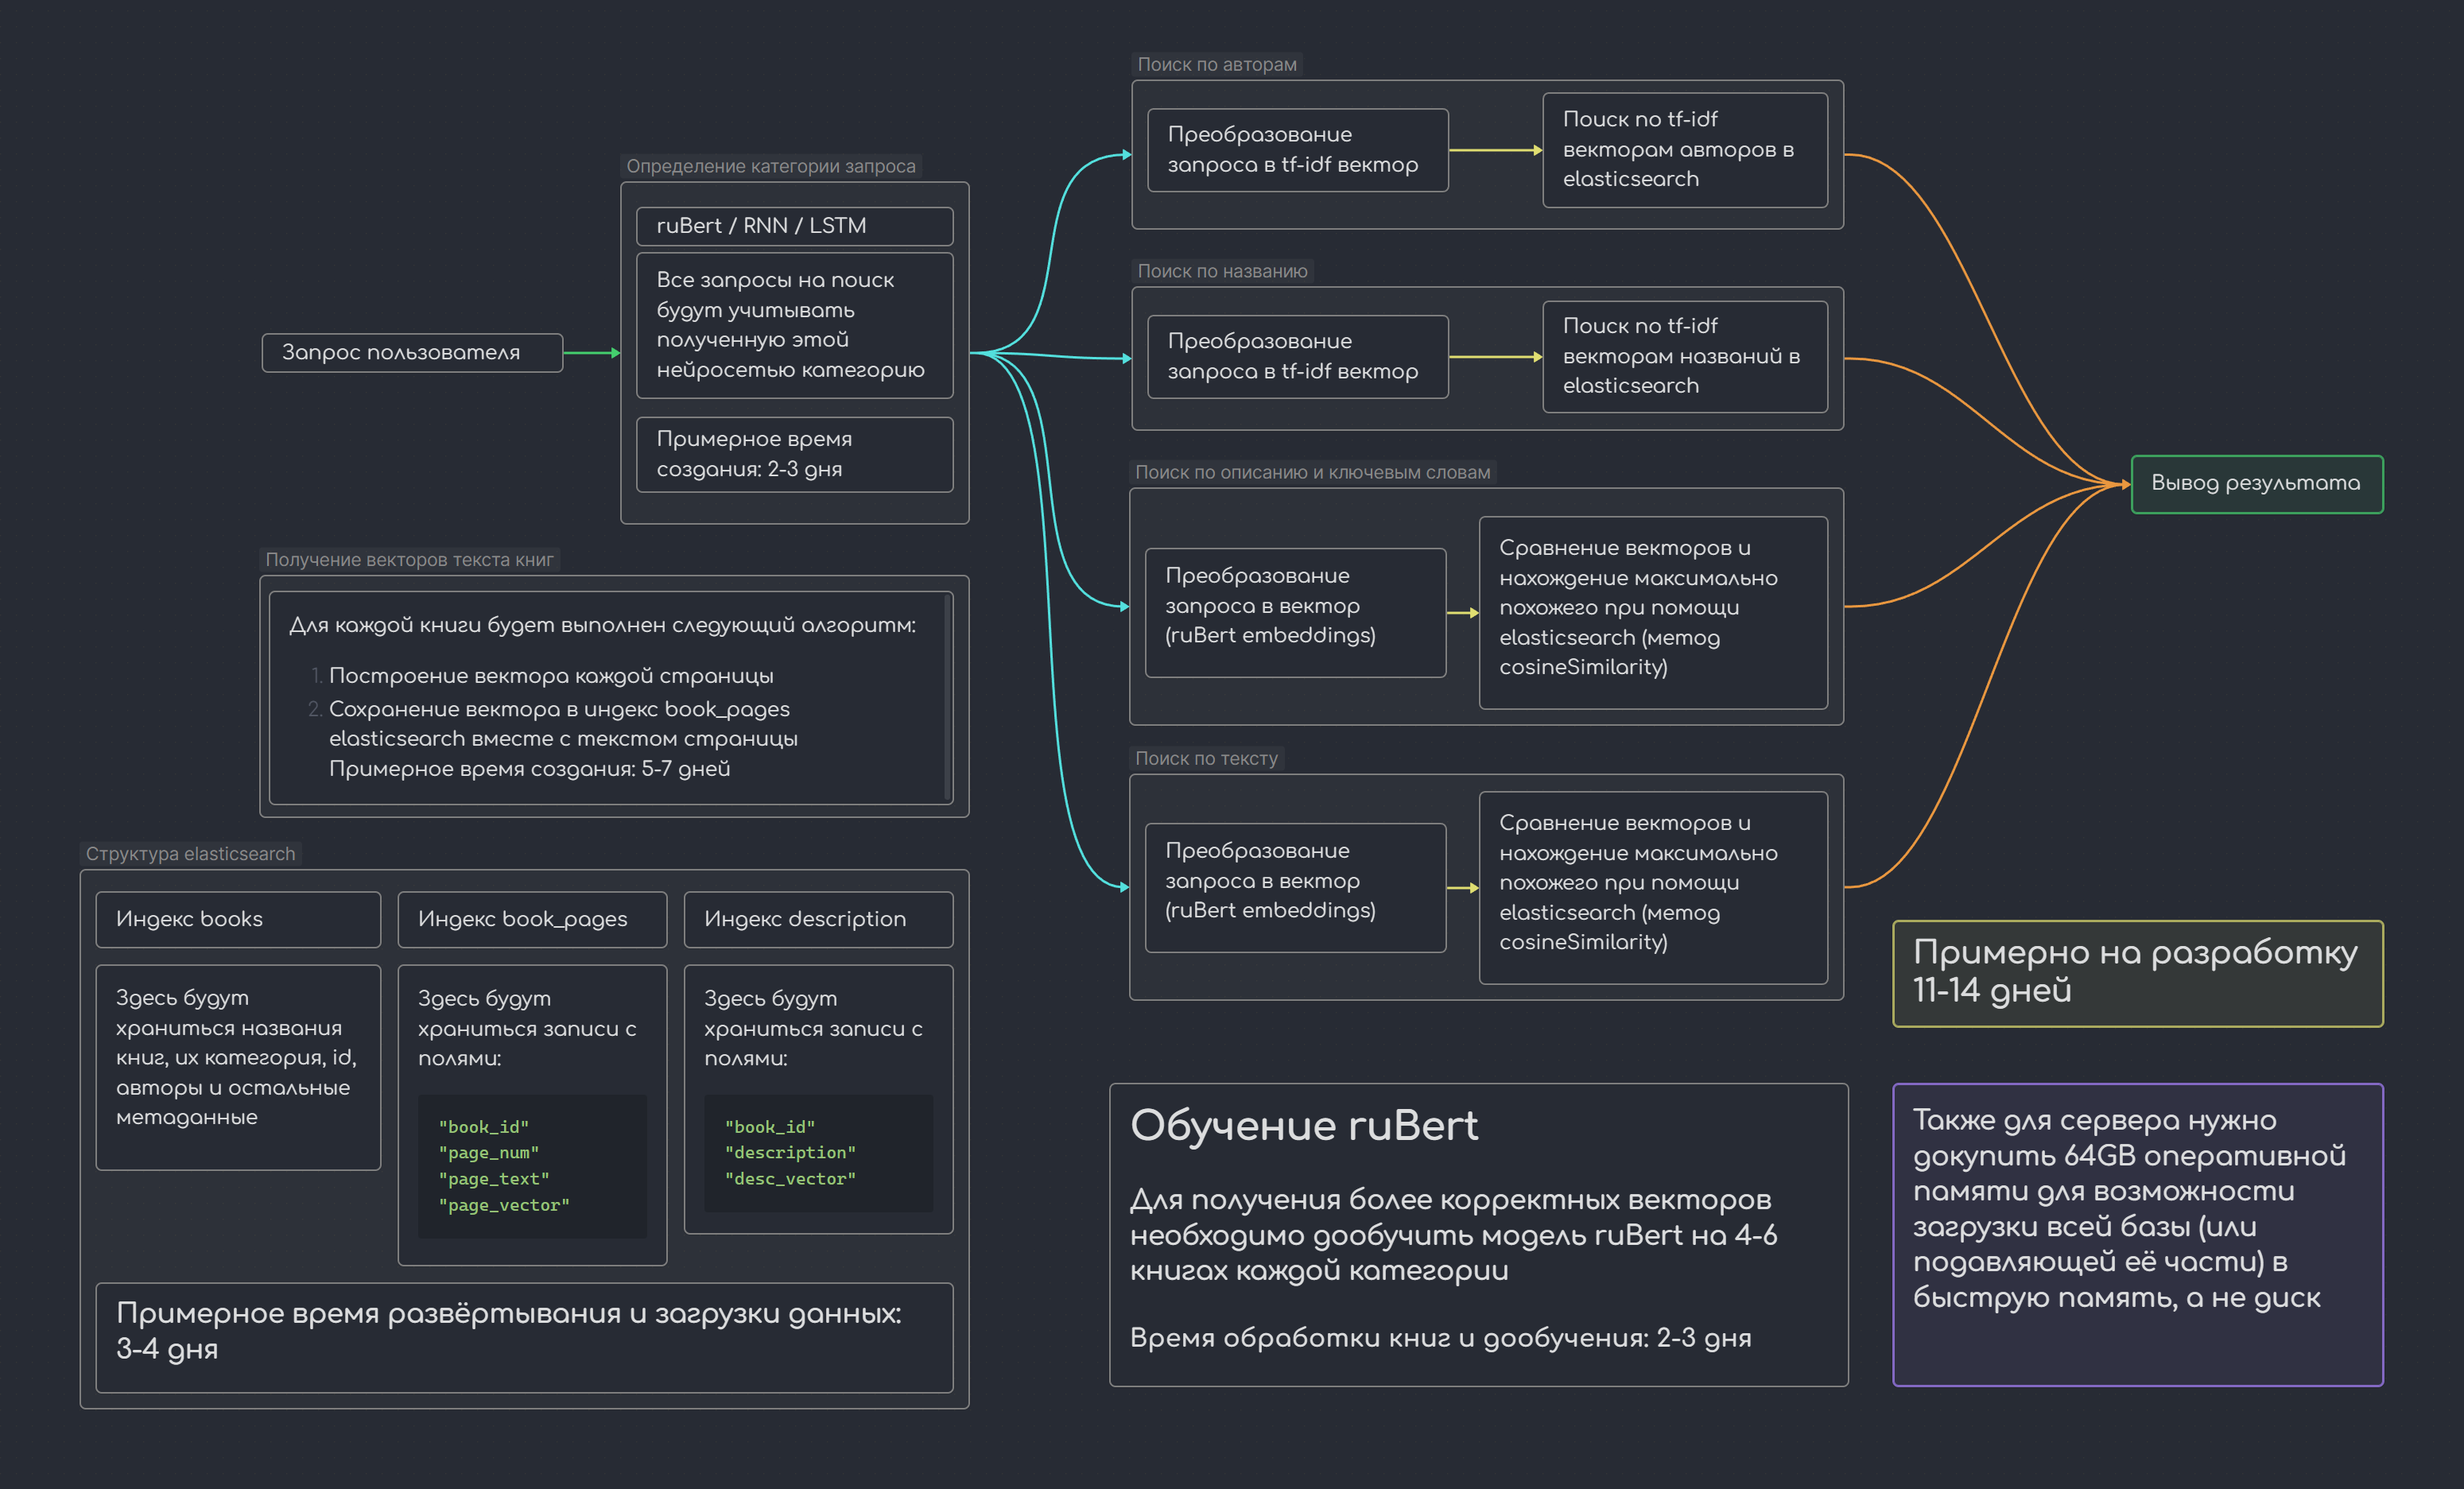 Запрос пользователя
Определение категории запроса
ruBert / RNN / LSTM
Все запросы на поиск
будут учитывать
полученную этой
нейросетью категорию
Примерное время
создания: 2-3 дня
Поиск по авторам
Преобразование
запроса в tf-idf вектор
Поиск по tf-idf
векторам авторов в
elasticsearch
Поиск по названию
Преобразование
запроса в tf-idf вектор
Поиск по tf-idf
векторам названий в
elasticsearch
Поиск по описанию и ключевым словам
Преобразование
запроса в вектор
(ruBert embeddings)
Сравнение векторов и
нахождение максимально
похожего при помощи
elasticsearch (метод
cosineSimilarity)
Поиск по тексту
Преобразование
запроса в вектор
(ruBert embeddings)
Сравнение векторов и
нахождение максимально
похожего при помощи
elasticsearch (метод
cosineSimilarity)
Вывод результата
Получение векторов текста книг
Для каждой книги будет выполнен следующий алгоритм:
1. Построение вектора каждой страницы
2. Сохранение вектора в индекс book_pages
elasticsearch вместе с текстом страницы
Примерное время создания: 5-7 дней
Структура elasticsearch
Индекс books
Здесь будут
храниться названия
книг, их категория, id,
авторы и остальные
метаданные
Индекс book_pages
Здесь будут
храниться записи с
полями:
"book_id"
"page_num"
"page_text"
"page_vector"
Индекс description
Здесь будут
храниться записи с
полями:
"book_id"
"description"
"desc_vector"
Примерное время развёртывания и загрузки данных:
3-4 дня
Обучение ruBert
Для получения более корректных векторов
необходимо дообучить модель ruBert на 4-6
книгах каждой категории
Время обработки книг и дообучения: 2-3 дня
Примерно на разработку
11-14 дней
Также для сервера нужно
докупить 64GB оперативной
памяти для возможности
загрузки всей базы (или
подавляющей её части) в
быструю память, а не диск